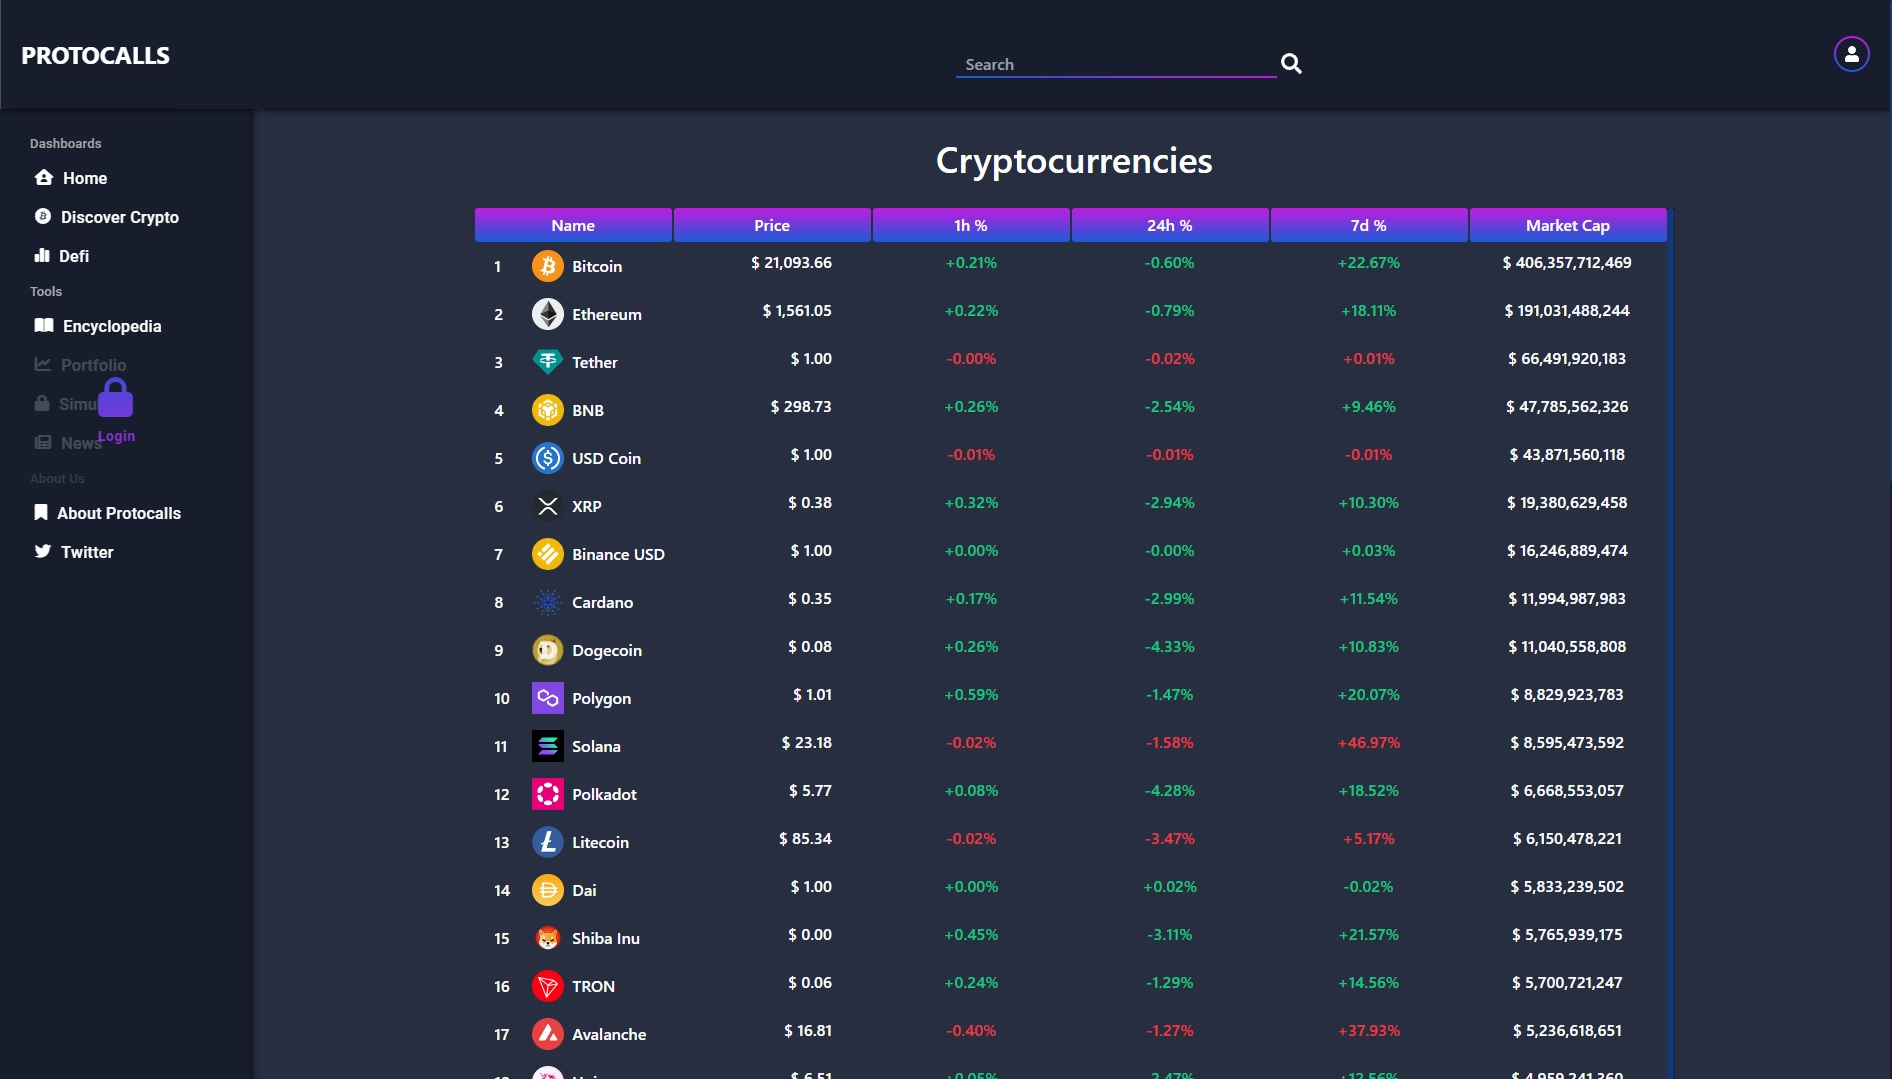 PROTOCALLS
Search
Dashboards
Home
Discover Crypto
Defi
Tools
Encyclopedia
Portfolio
Simu
News
Login
About Us
About Protocalls
Twitter
Cryptocurrencies
Name Price 1h % 24h % 7d % Market Cap
1 Bitcoin $ 21,093.66 +0.21% -0.60% +22.67% $ 406,357,712,469
2 Ethereum $ 1,561.05 +0.22% -0.79% +18.11% $ 191,031,488,244
3 Tether $ 1.00 -0.00% -0.02% +0.01% $ 66,491,920,183
4 BNB $ 298.73 +0.26% -2.54% +9.46% $ 47,785,562,326
5 USD Coin $ 1.00 -0.01% -0.01% -0.01% $ 43,871,560,118
6 XRP $ 0.38 +0.32% -2.94% +10.30% $ 19,380,629,458
7 Binance USD $ 1.00 +0.00% -0.00% +0.03% $ 16,246,889,474
8 Cardano $ 0.35 +0.17% -2.99% +11.54% $ 11,994,987,983
9 Dogecoin $ 0.08 +0.26% -4.33% +10.83% $ 11,040,558,808
10 Polygon $ 1.01 +0.59% -1.47% +20.07% $ 8,829,923,783
11 Solana $ 23.18 -0.02% -1.58% +46.97% $ 8,595,473,592
12 Polkadot $ 5.77 +0.08% -4.28% +18.52% $ 6,668,553,057
13 Litecoin $ 85.34 -0.02% -3.47% +5.17% $ 6,150,478,221
14 Dai $ 1.00 +0.00% +0.02% -0.02% $ 5,833,239,502
15 Shiba Inu $ 0.00 +0.45% -3.11% +21.57% $ 5,765,939,175
16 TRON $ 0.06 +0.24% -1.29% +14.56% $ 5,700,721,247
17 Avalanche $ 16.81 -0.40% -1.27% +37.93% $ 5,236,618,651